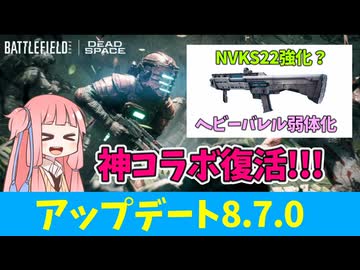 BATTLEFIELD
DEAD SPACE
NVKS22強化？
ヘビーバレル弱体化
神コラボ復活!!!
アップデート8.7.0